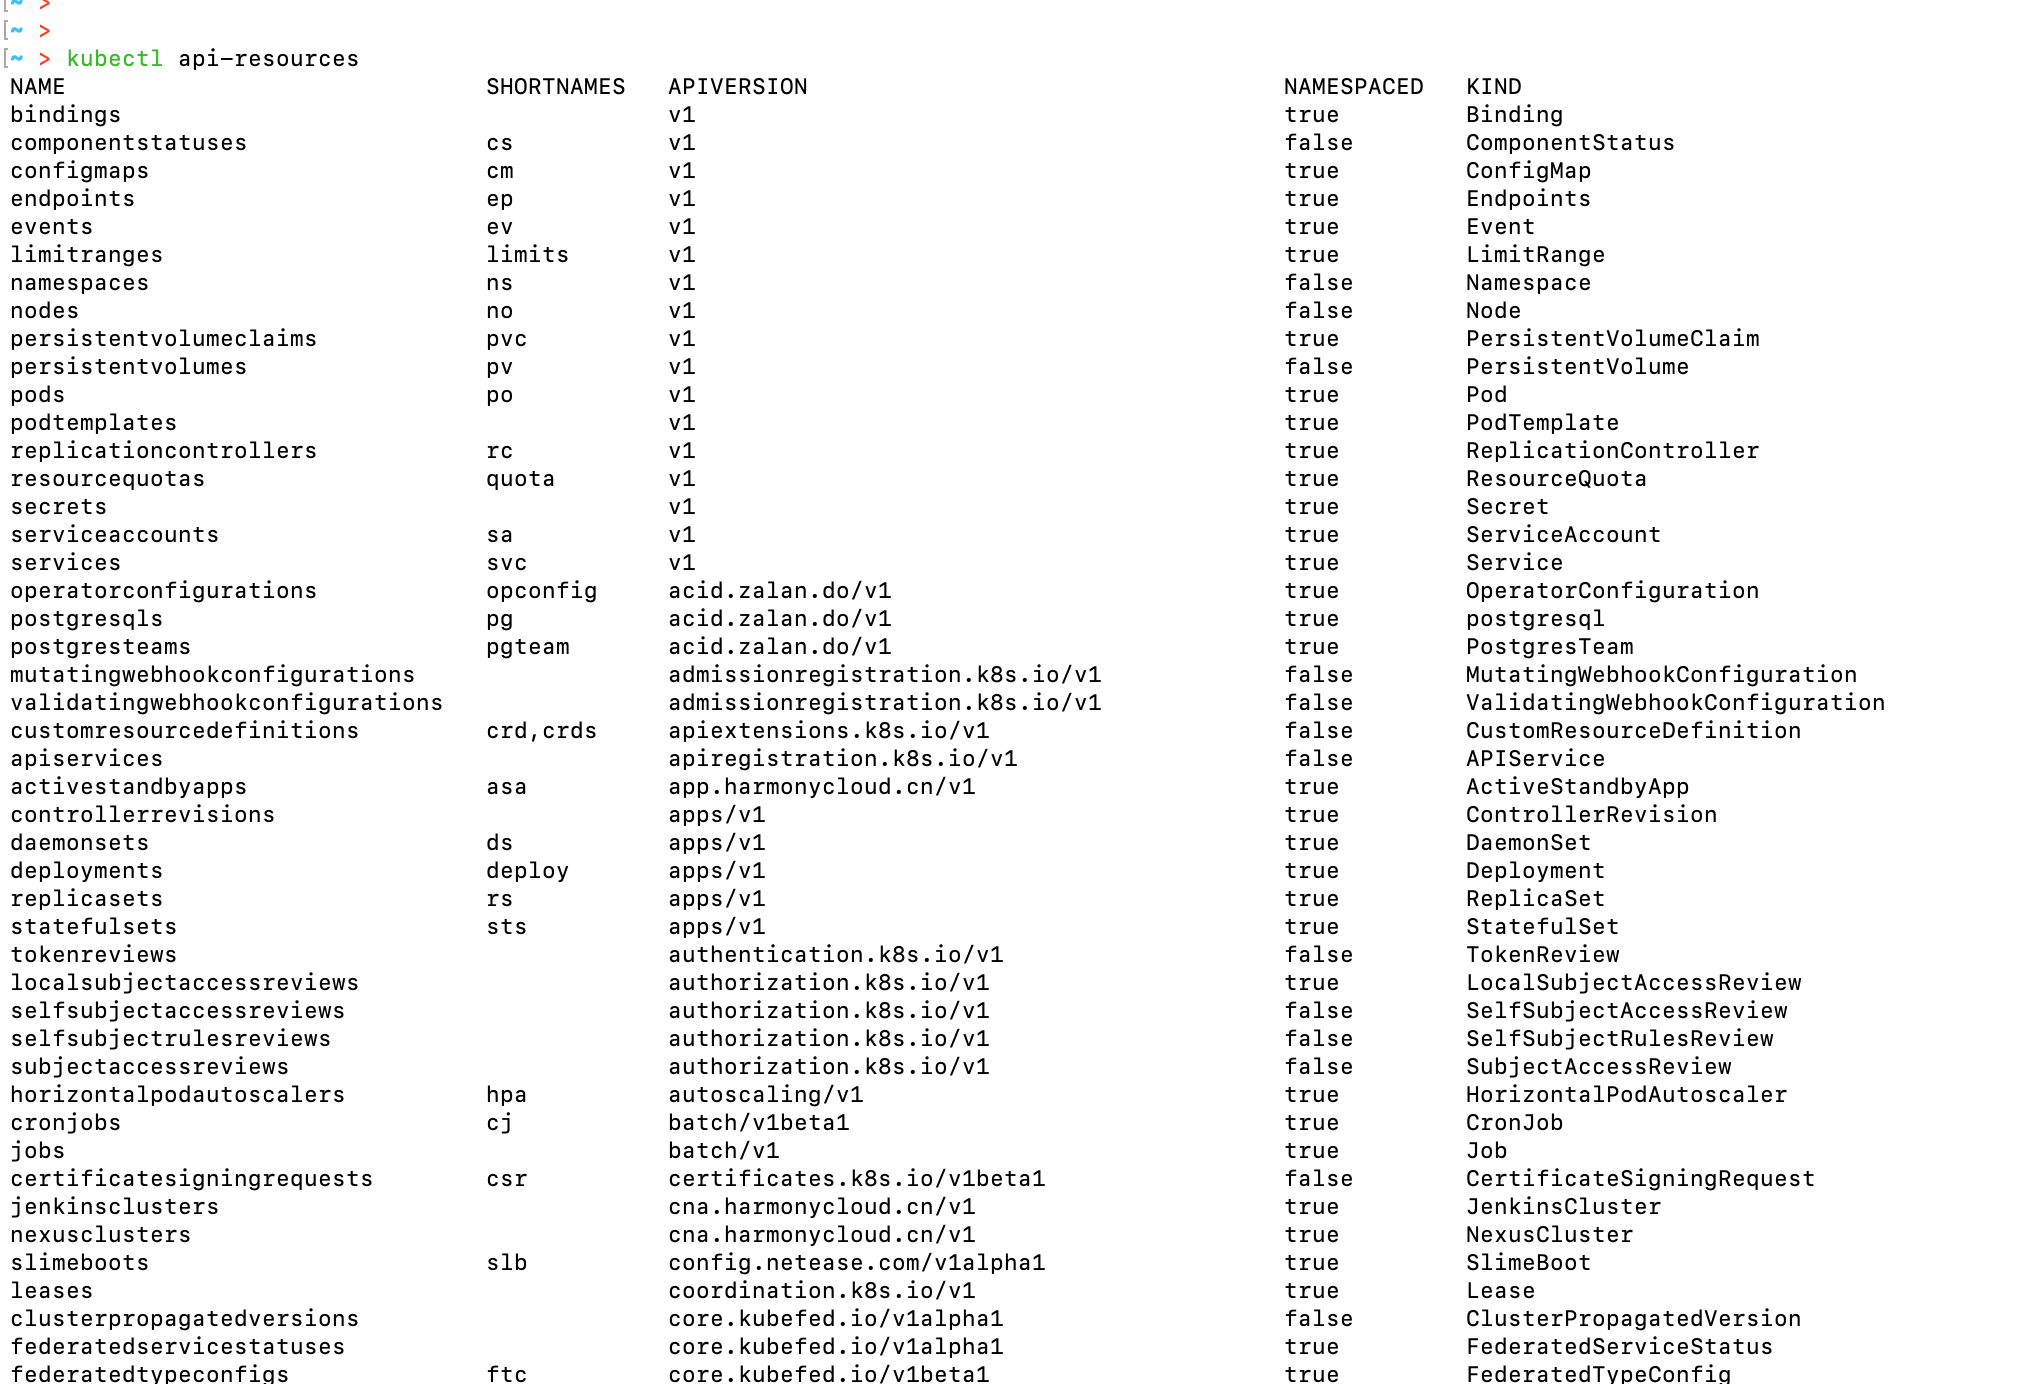 [~ >
[~ >
[~ > kubectl api-resources
NAME SHORTNAMES APIVERSION NAMESPACED KIND
bindings v1 true Binding
componentstatuses cs v1 false ComponentStatus
configmaps cm v1 true ConfigMap
endpoints ep v1 true Endpoints
events ev v1 true Event
limitranges limits v1 true LimitRange
namespaces ns v1 false Namespace
nodes no v1 false Node
persistentvolumeclaims pvc v1 true PersistentVolumeClaim
persistentvolumes pv v1 false PersistentVolume
pods po v1 true Pod
podtemplates v1 true PodTemplate
replicationcontrollers rc v1 true ReplicationController
resourcequotas quota v1 true ResourceQuota
secrets v1 true Secret
serviceaccounts sa v1 true ServiceAccount
services svc v1 true Service
operatorconfigurations opconfig acid.zalan.do/v1 true OperatorConfiguration
postgresqls pg acid.zalan.do/v1 true postgresql
postgresteams pgteam acid.zalan.do/v1 true PostgresTeam
mutatingwebhookconfigurations admissionregistration.k8s.io/v1 false MutatingWebhookConfiguration
validatingwebhookconfigurations admissionregistration.k8s.io/v1 false ValidatingWebhookConfiguration
customresourcedefinitions crd,crds apiextensions.k8s.io/v1 false CustomResourceDefinition
apiservices apiregistration.k8s.io/v1 false APIService
activestandbyapps asa app.harmonycloud.cn/v1 true ActiveStandbyApp
controllerrevisions apps/v1 true ControllerRevision
daemonsets ds apps/v1 true DaemonSet
deployments deploy apps/v1 true Deployment
replicasets rs apps/v1 true ReplicaSet
statefulsets sts apps/v1 true StatefulSet
tokenreviews authentication.k8s.io/v1 false TokenReview
localsubjectaccessreviews authorization.k8s.io/v1 true LocalSubjectAccessReview
selfsubjectaccessreviews authorization.k8s.io/v1 false SelfSubjectAccessReview
selfsubjectrulesreviews authorization.k8s.io/v1 false SelfSubjectRulesReview
subjectaccessreviews authorization.k8s.io/v1 false SubjectAccessReview
horizontalpodautoscalers hpa autoscaling/v1 true HorizontalPodAutoscaler
cronjobs cj batch/v1beta1 true CronJob
jobs batch/v1 true Job
certificatesigningrequests csr certificates.k8s.io/v1beta1 false CertificateSigningRequest
jenkinsclusters cna.harmonycloud.cn/v1 true JenkinsCluster
nexusclusters cna.harmonycloud.cn/v1 true NexusCluster
slimeboots slb config.netease.com/v1alpha1 true SlimeBoot
leases coordination.k8s.io/v1 true Lease
clusterpropagatedversions core.kubefed.io/v1alpha1 false ClusterPropagatedVersion
federatedservicestatuses core.kubefed.io/v1alpha1 true FederatedServiceStatus
federatedtypeconfigs ftc core.kubefed.io/v1beta1 true FederatedTypeConfig